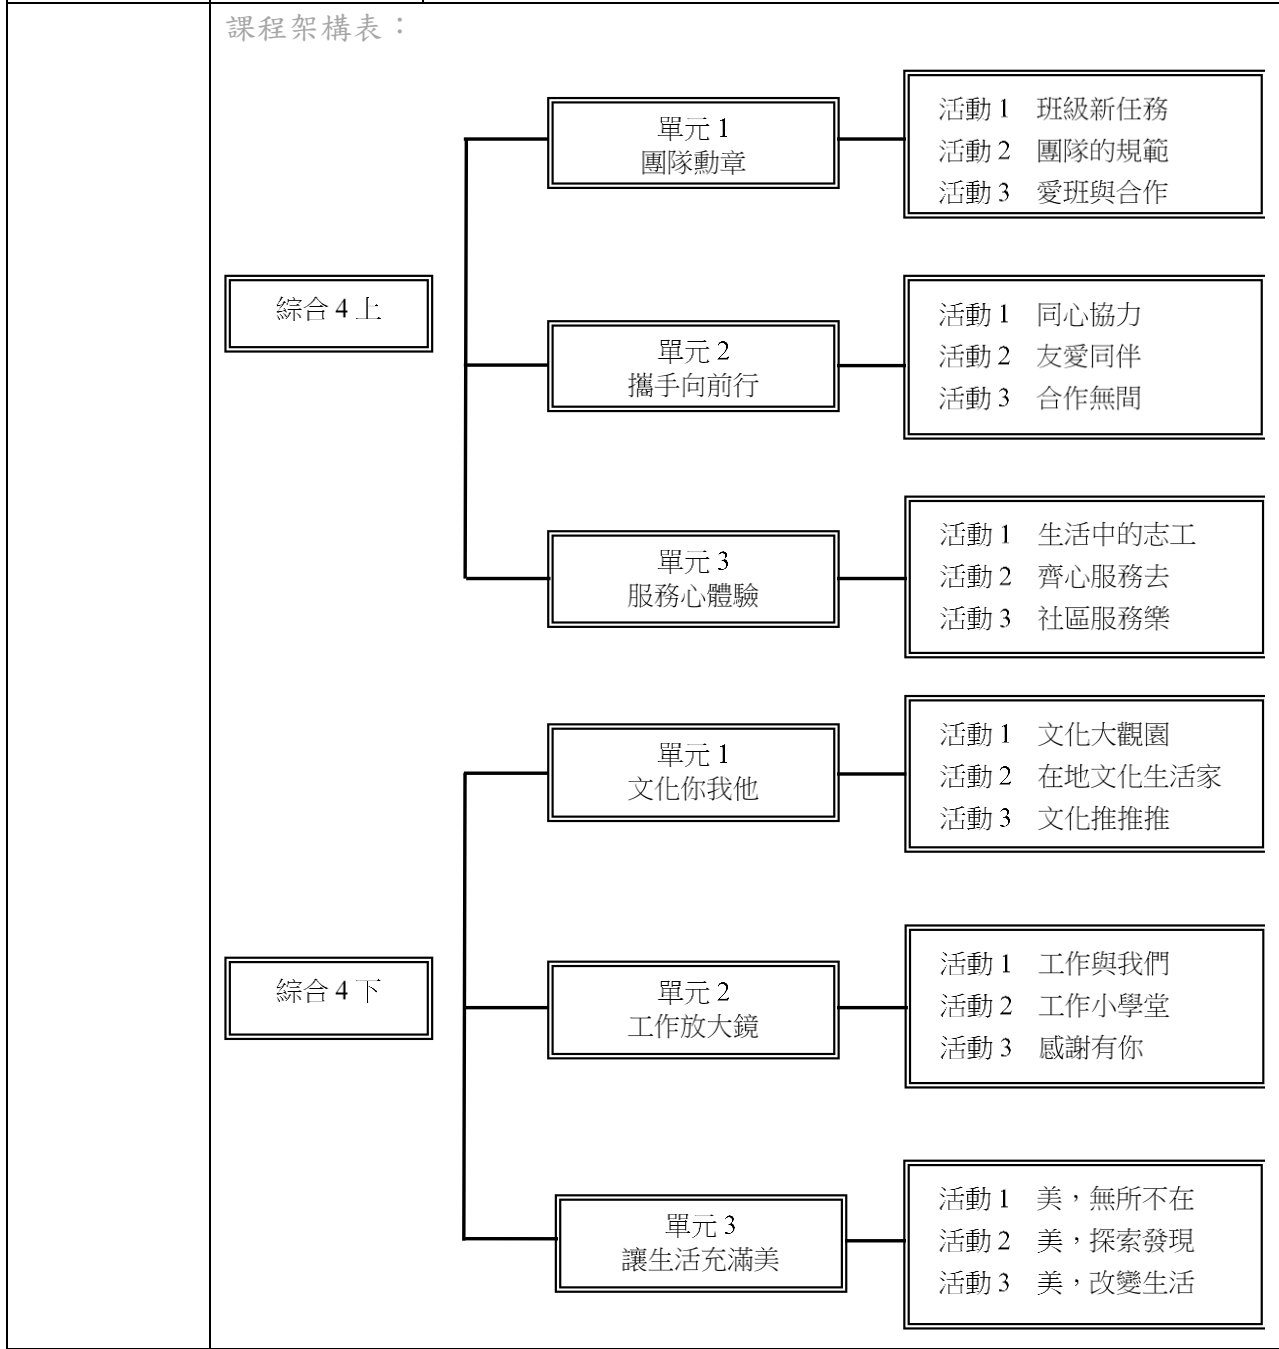 課程架構表：
綜合 4 上
單元 1
團隊勳章
活動 1 班級新任務
活動 2 團隊的規範
活動 3 愛班與合作
單元 2
攜手向前行
活動 1 同心協力
活動 2 友愛同伴
活動 3 合作無間
單元 3
服務心體驗
活動 1 生活中的志工
活動 2 齊心服務去
活動 3 社區服務樂
綜合 4 下
單元 1
文化你我他
活動 1 文化大觀園
活動 2 在地文化生活家
活動 3 文化推推推
單元 2
工作放大鏡
活動 1 工作與我們
活動 2 工作小學堂
活動 3 感謝有你
單元 3
讓生活充滿美
活動 1 美，無所不在
活動 2 美，探索發現
活動 3 美，改變生活